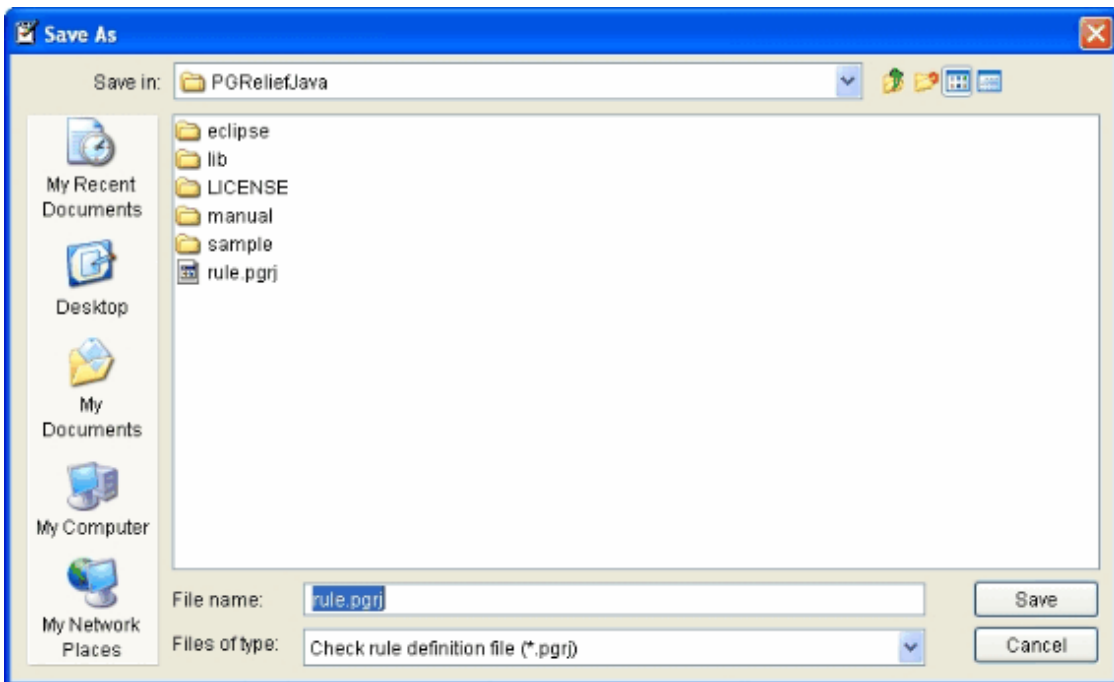 Save As
Save in: PGReliefJava
eclipse
lib
LICENSE
manual
sample
rule.pgrj
My Recent
Documents
Desktop
My
Documents
My Computer
My Network
Places
File name: rule.pgrj
Save
Files of type: Check rule definition file (*.pgrj)
Cancel